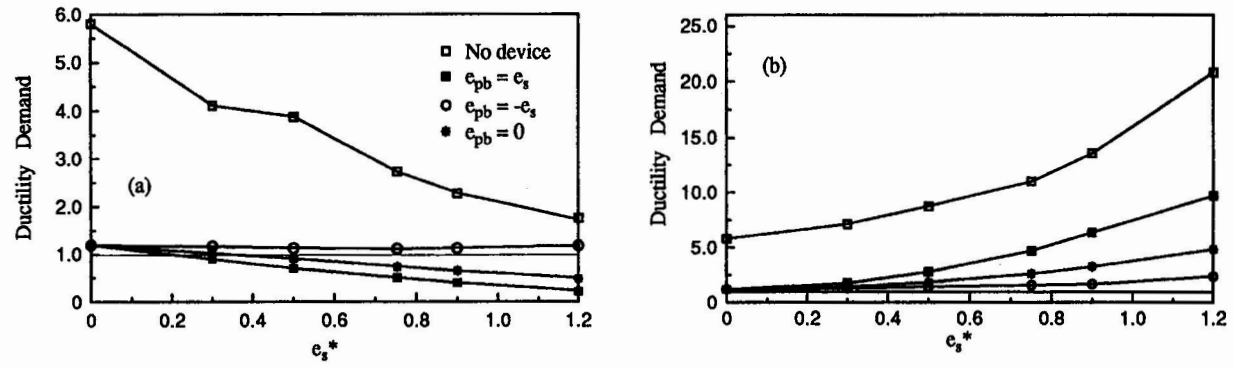 6.0
5.0
4.0
3.0
2.0
1.0
0
Ductility Demand
(a)
No device
e_pb = e_s
e_pb = -e_s
e_pb = 0
0 0.2 0.4 0.6 0.8 1.0 1.2
e_s*
25.0
20.0
15.0
10.0
5.0
0
Ductility Demand
(b)
0 0.2 0.4 0.6 0.8 1.0 1.2
e_s*